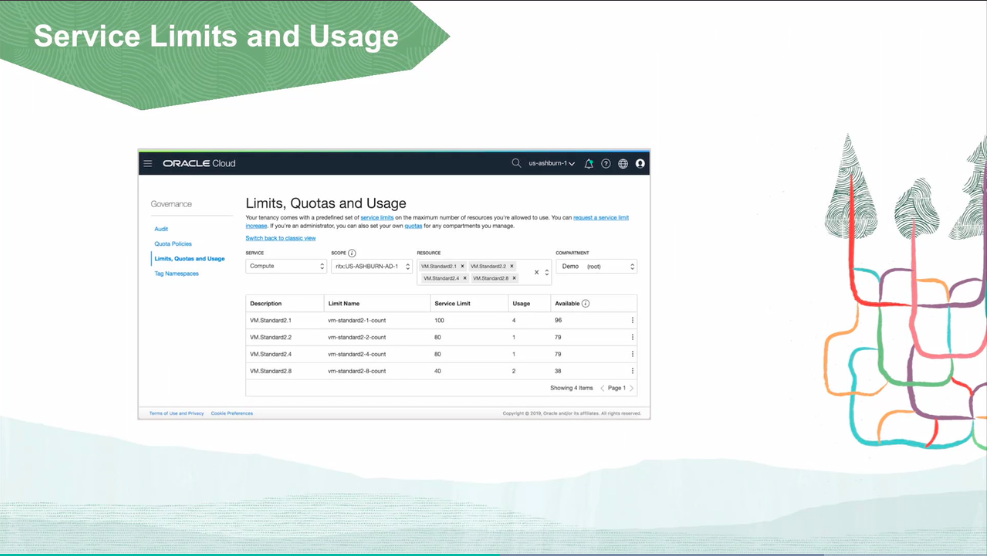 Service Limits and Usage
ORACLE Cloud
us-ashburn-1
Governance
Audit
Quota Policies
Limits, Quotas and Usage
Tag Namespaces
Limits, Quotas and Usage
Your tenancy comes with a predefined set of service limits on the maximum number of resources you're allowed to use. You can request a service limit
increase. If you're an administrator, you can also set your own quotas for any compartments you manage.
Switch back to classic view
SERVICE SCOPE RESOURCE COMPARTMENT
Compute
VM.Standard2.1 × VM.Standard2.2 ×
VM.Standard2.4 × VM.Standard2.8 ×
Demo (root)
Description Limit Name Service Limit Usage Available
VM.Standard2.1 vm-standard2-1-count 100 4 96
VM.Standard2.2 vm-standard2-2-count 80 1 79
VM.Standard2.4 vm-standard2-4-count 80 1 79
VM.Standard2.8 vm-standard2-8-count 40 2 38
Showing 4 Items Page 1
Terms of Use and Privacy Cookie Preferences Copyright © 2019, Oracle and/or its affiliates. All rights reserved.